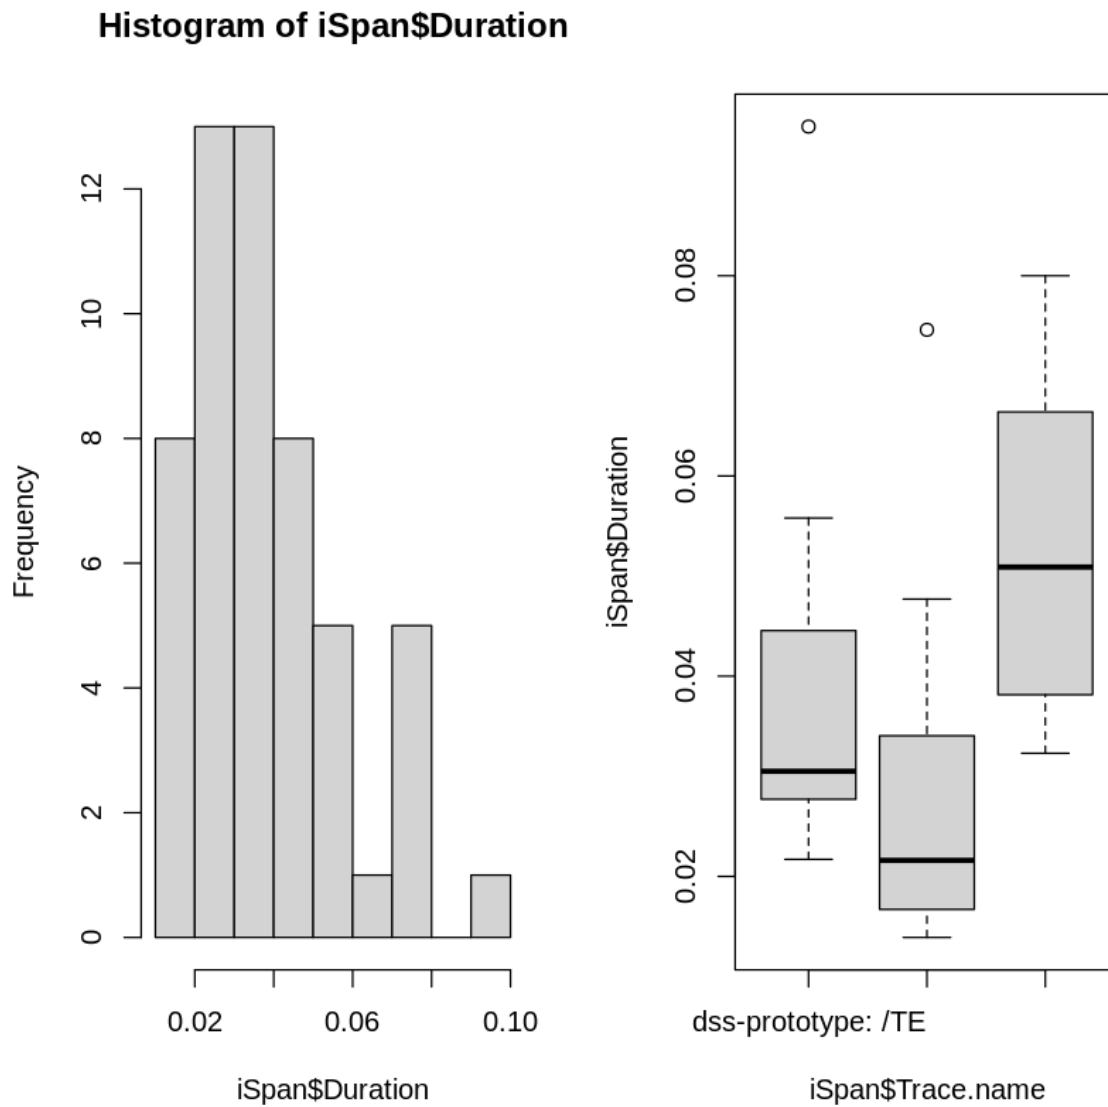 Histogram of iSpan$Duration
Frequency
0
2
4
6
8
10
12
0.02
0.06
0.10
iSpan$Duration
iSpan$Duration
0.02
0.04
0.06
0.08
dss-prototype: /TE
iSpan$Trace.name